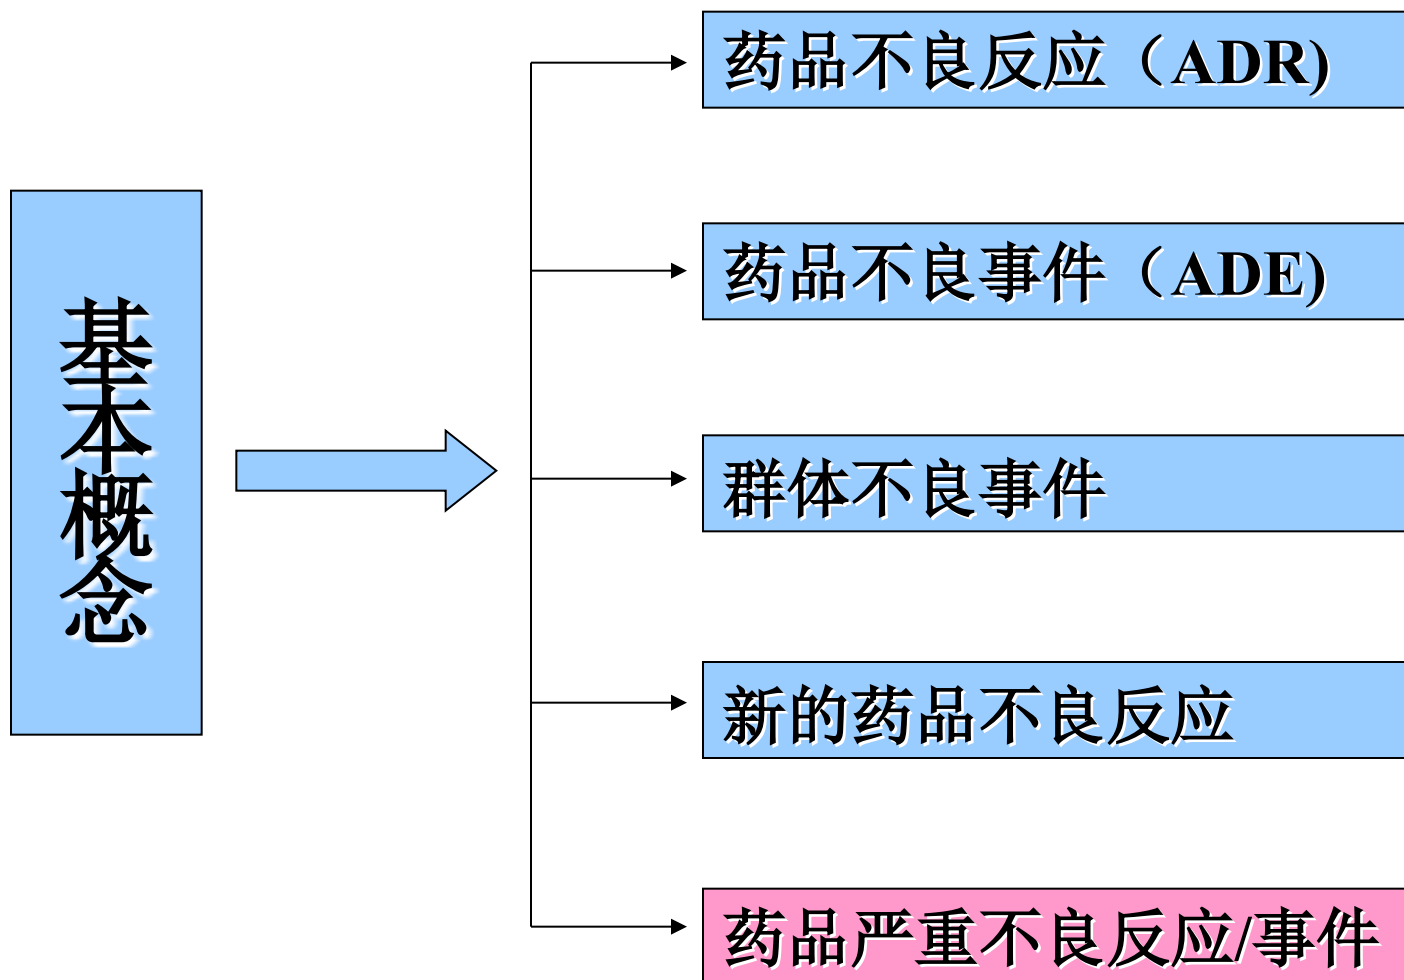 基本概念
药品不良反应（ADR)
药品不良事件（ADE)
群体不良事件
新的药品不良反应
药品严重不良反应/事件